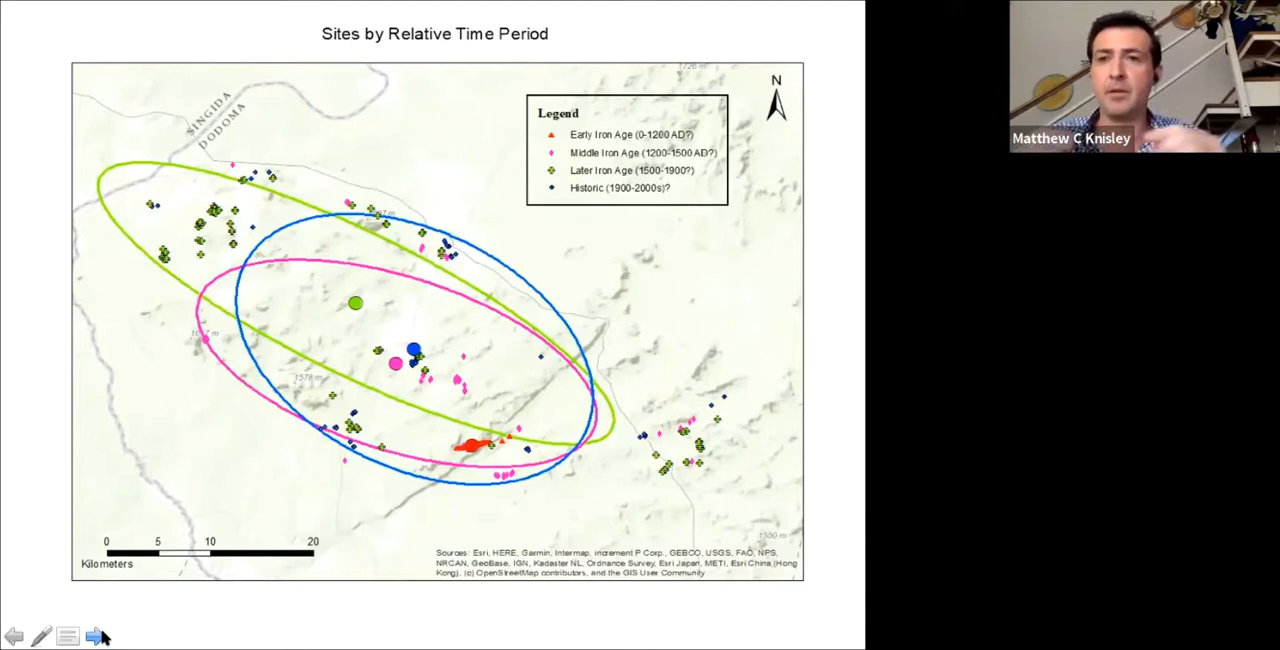 Sites by Relative Time Period
1726 m
N
SINGIDA
DODOMA
Legend
Early Iron Age (0-1200 AD?)
Middle Iron Age (1200-1500 AD?)
Later Iron Age (1500-1900?)
Historic (1900-2000s)?
Matthew C Knisley
1578 m
1550 m
0 5 10 20
Kilometers
Sources: Esri, HERE, Garmin, Intermap, increment P Corp., GEBCO, USGS, FAO, NPS,
NRCAN, GeoBase, IGN, Kadaster NL, Ordnance Survey, Esri Japan, METI, Esri China (Hong
Kong), (c) OpenStreetMap contributors, and the GIS User Community